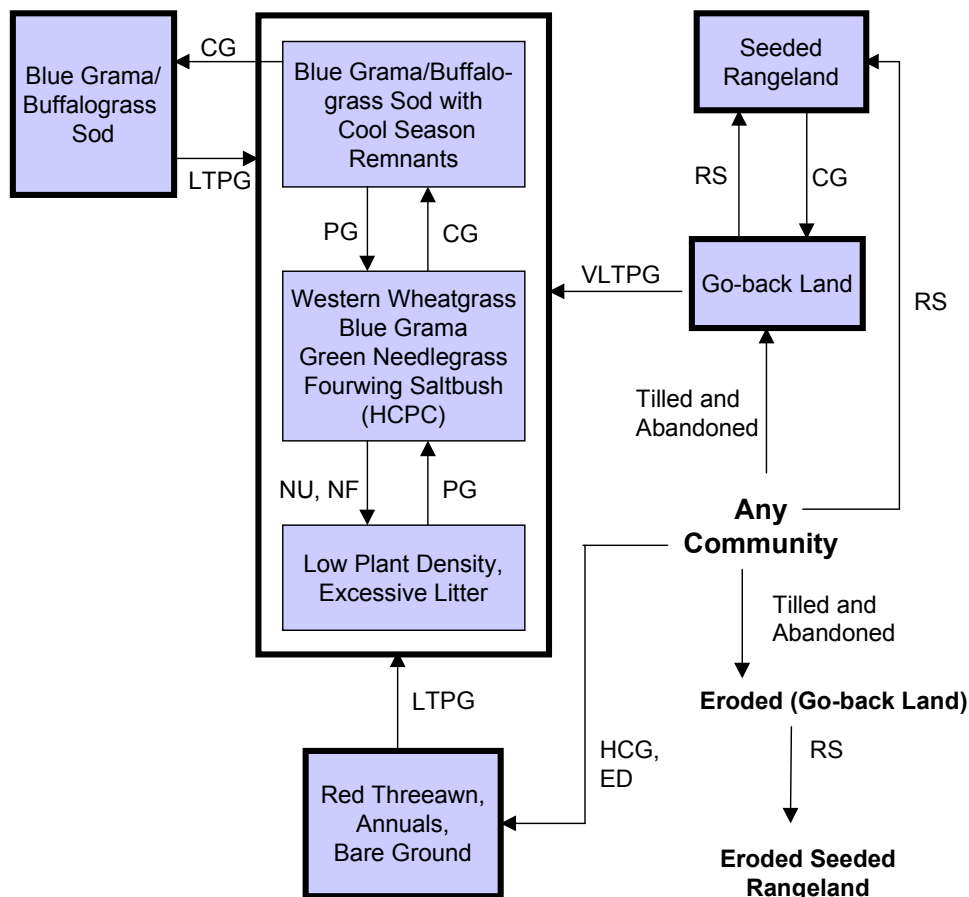 Blue Grama/
Buffalograss
Sod
CG
LTPG
Blue Grama/Buffalo-
grass Sod with
Cool Season
Remnants
PG
CG
Western Wheatgrass
Blue Grama
Green Needlegrass
Fourwing Saltbush
(HCPC)
NU, NF
PG
Low Plant Density,
Excessive Litter
LTPG
Red Threeawn,
Annuals,
Bare Ground
HCG,
ED
Seeded
Rangeland
RS
CG
RS
VLTPG
Go-back Land
Tilled and
Abandoned
Any
Community
Tilled and
Abandoned
Eroded (Go-back Land)
RS
Eroded Seeded
Rangeland